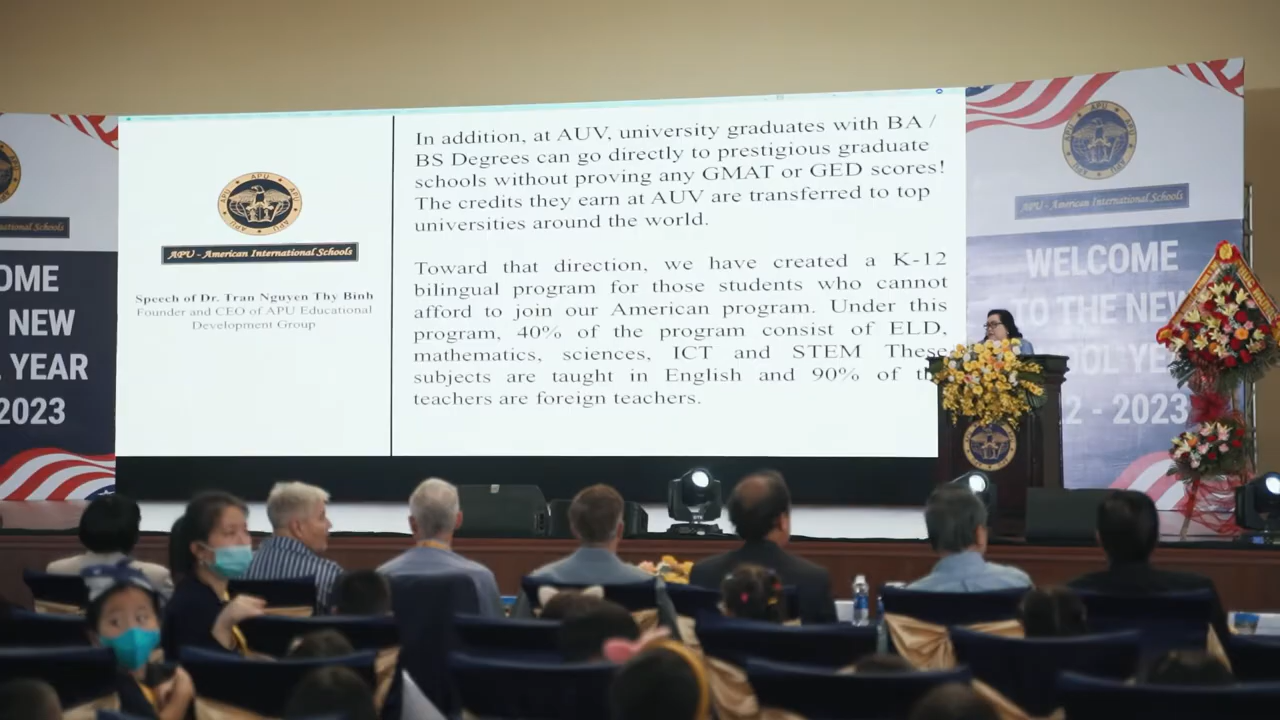 In addition, at AUV, university graduates with BA /
BS Degrees can go directly to prestigious graduate
schools without proving any GMAT or GED scores!
The credits they earn at AUV are transferred to top
universities around the world.
Toward that direction, we have created a K-12
bilingual program for those students who cannot
afford to join our American program. Under this
program, 40% of the program consist of ELD,
mathematics, sciences, ICT and STEM These
subjects are taught in English and 90% of
teachers are foreign teachers.
APU
APU - American International Schools
Speech of Dr. Tran Nguyen Thy Binh
Founder and CEO of APU Educational
Development Group
International Schools
OME
NEW
YEAR
2023
APU
APU - American International Schools
WELCOME
TO THE NEW
OOL YE
2 - 2023